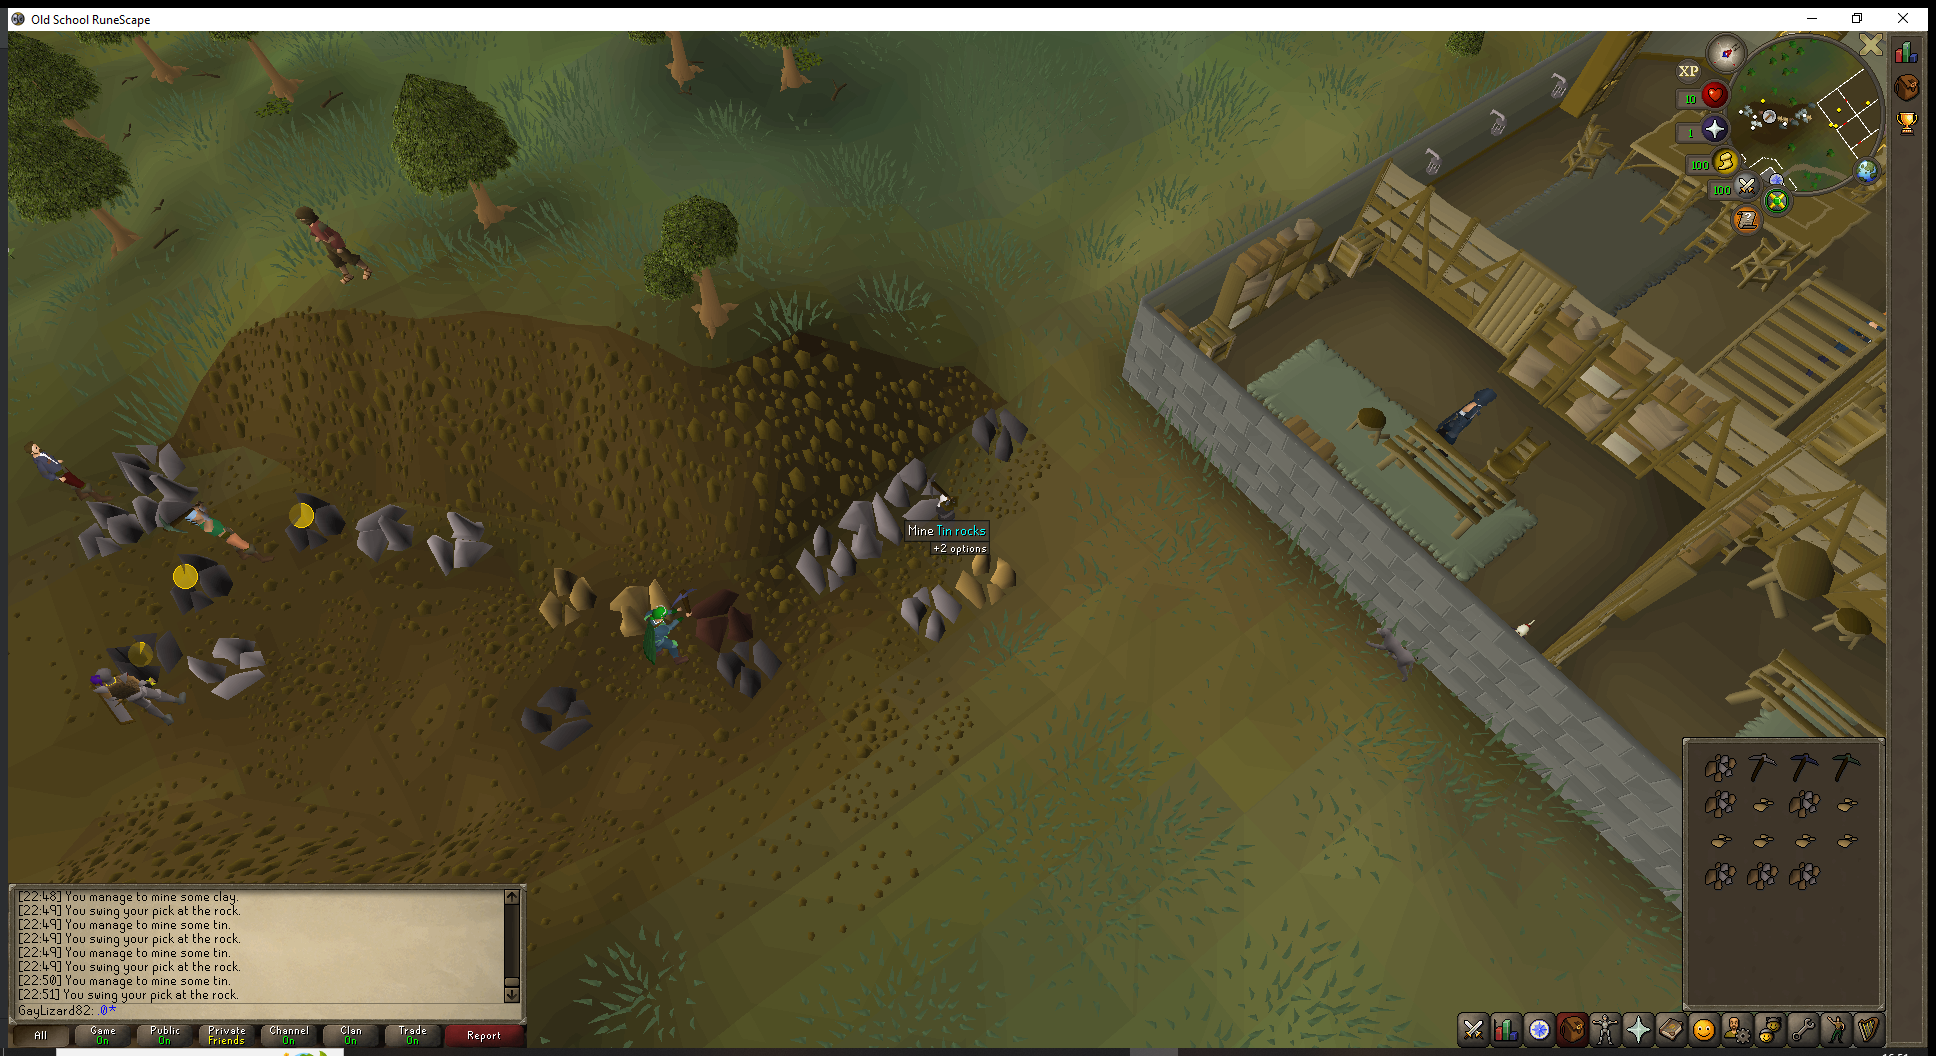 Old School RuneScape
XP
10
1
100
100
Mine Tin rocks
+2 options
[22:48] You manage to mine some clay.
[22:49] You swing your pick at the rock.
[22:49] You manage to mine some tin.
[22:49] You swing your pick at the rock.
[22:49] You manage to mine some tin.
[22:49] You swing your pick at the rock.
[22:50] You manage to mine some tin.
[22:51] You swing your pick at the rock.
GayLizard82: .0*
All
Game
On
Public
On
Private
Friends
Channel
On
Clan
On
Trade
On
Report